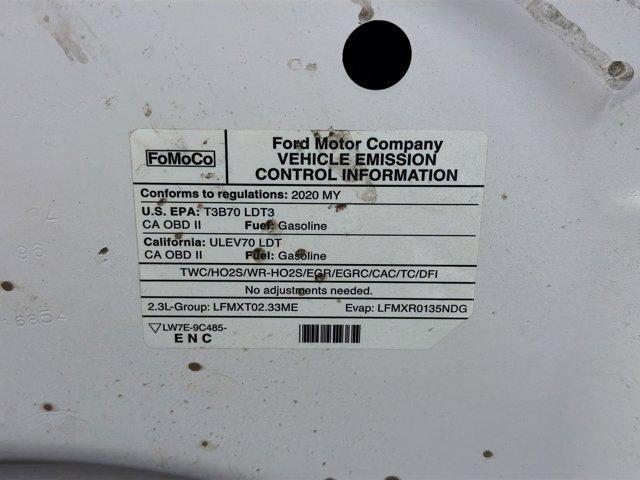 FoMoCo
Ford Motor Company
VEHICLE EMISSION
CONTROL INFORMATION
Conforms to regulations: 2020 MY
U.S. EPA: T3B70 LDT3
CA OBD II Fuel: Gasoline
California: ULEV70 LDT
CA OBD II Fuel: Gasoline
TWC/HO2S/WR-HO2S/EGR/EGRC/CAC/TC/DFI
No adjustments needed.
2.3L-Group: LFMXT02.33ME Evap: LFMXR0135NDG
LW7E-9C485-
E N C